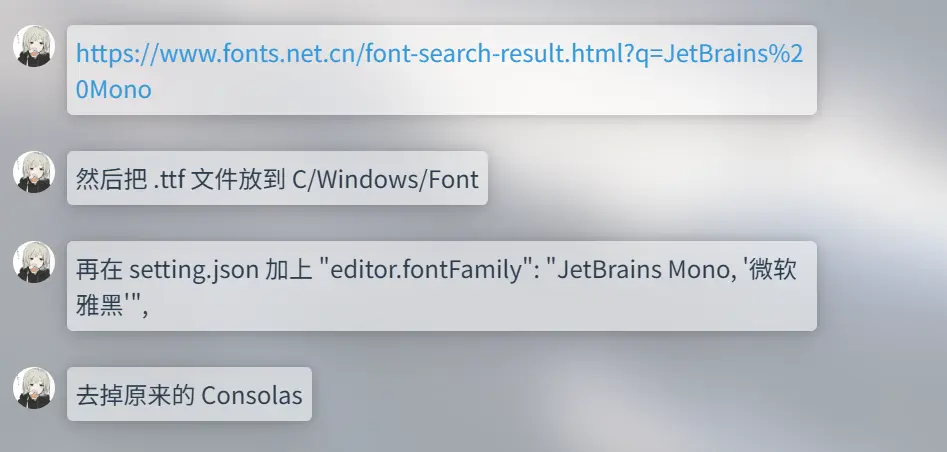 https://www.fonts.net.cn/font-search-result.html?q=JetBrains%2
0Mono
然后把 .ttf 文件放到 C/Windows/Font
再在 setting.json 加上 "editor.fontFamily": "JetBrains Mono, '微软
雅黑'",
去掉原来的 Consolas